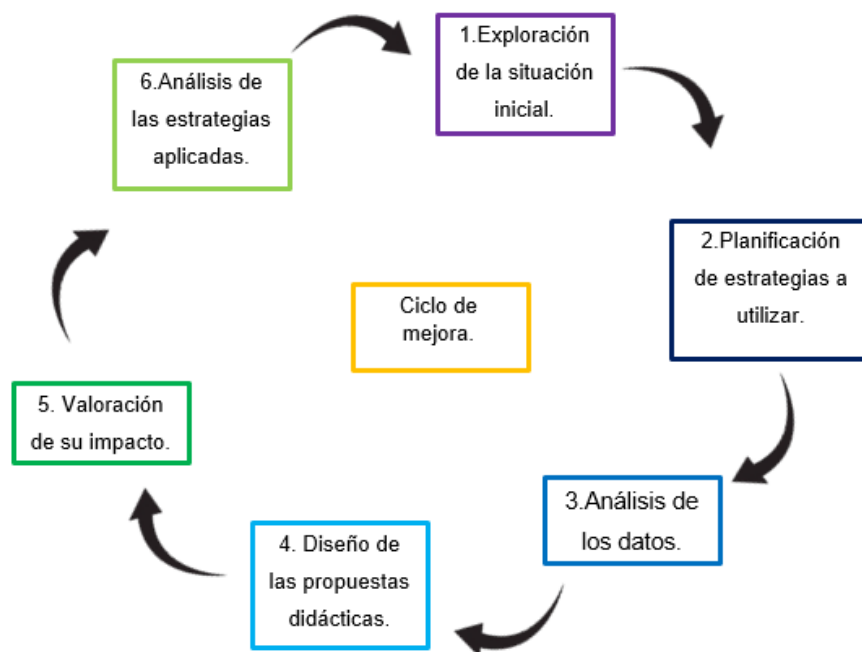 1.Exploración
de la situación
inicial.
2.Planificación
de estrategias a
utilizar.
3.Análisis de
los datos.
4. Diseño de
las propuestas
didácticas.
5. Valoración
de su impacto.
6.Análisis de
las estrategias
aplicadas.
Ciclo de
mejora.